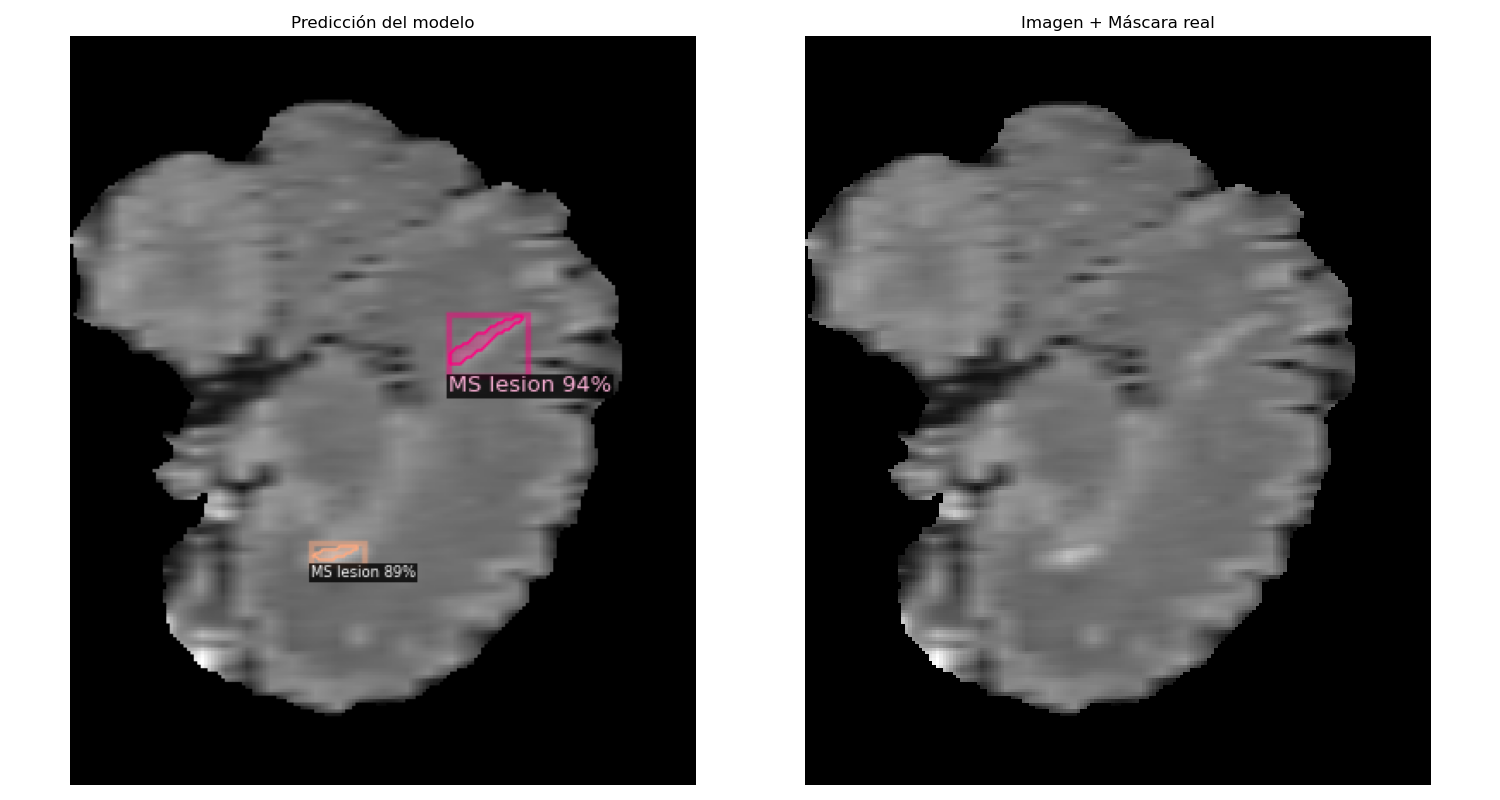 Predicción del modelo
Imagen + Máscara real
MS lesion 94%
MS lesion 89%